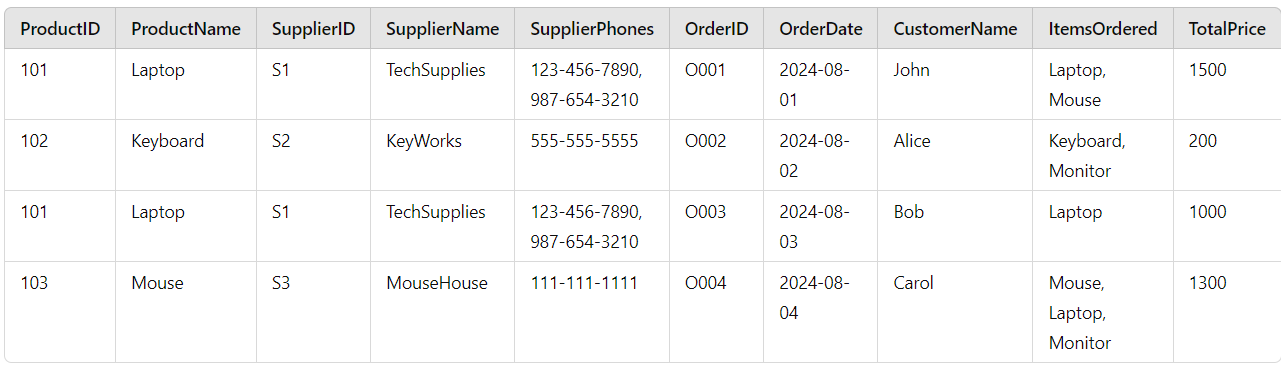 ProductID ProductName SupplierID SupplierName SupplierPhones OrderID OrderDate CustomerName ItemsOrdered TotalPrice
101 Laptop S1 TechSupplies 123-456-7890, O001 2024-08- John Laptop, 1500
987-654-3210 01 Mouse
102 Keyboard S2 KeyWorks 555-555-5555 O002 2024-08- Alice Keyboard, 200
02 Monitor
101 Laptop S1 TechSupplies 123-456-7890, O003 2024-08- Bob Laptop 1000
987-654-3210 03
103 Mouse S3 MouseHouse 111-111-1111 O004 2024-08- Carol Mouse, 1300
04 Laptop,
Monitor